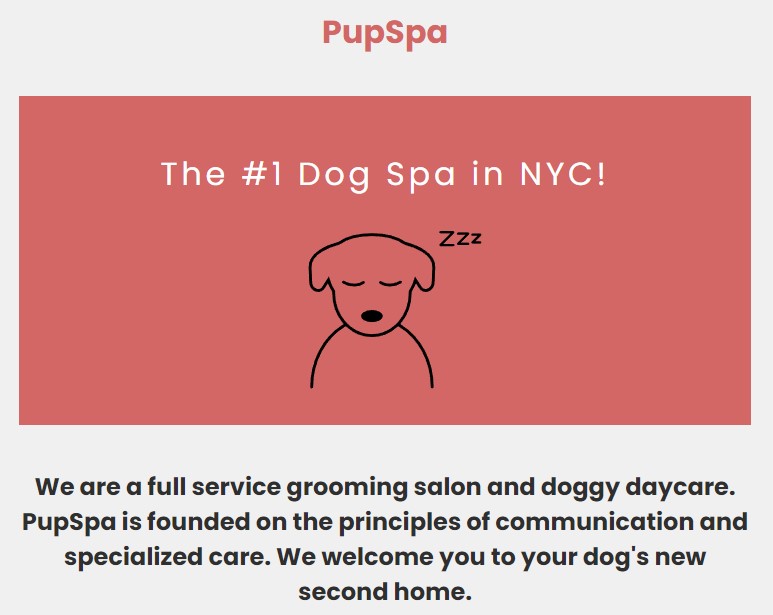 PupSpa
The #1 Dog Spa in NYC!
zzz
We are a full service grooming salon and doggy daycare.
PupSpa is founded on the principles of communication and
specialized care. We welcome you to your dog's new
second home.